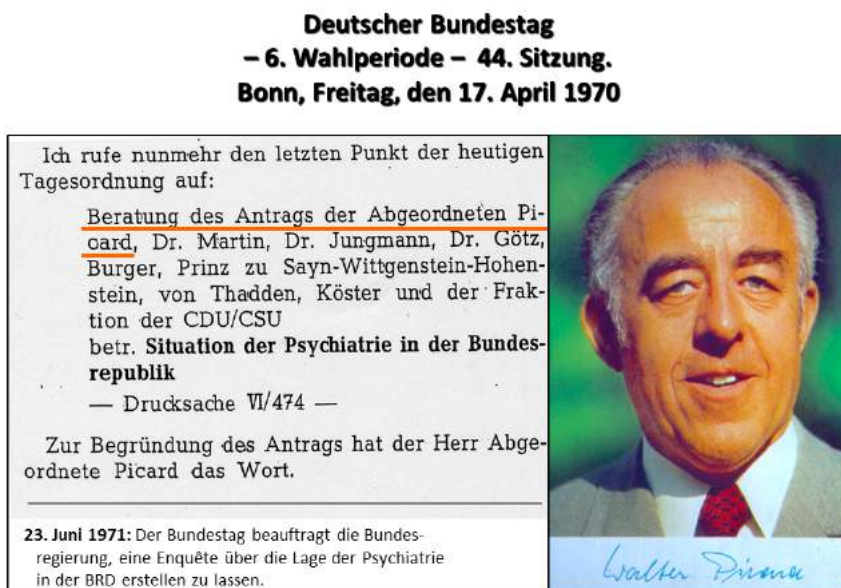 Deutscher Bundestag
– 6. Wahlperiode – 44. Sitzung.
Bonn, Freitag, den 17. April 1970
Ich rufe nunmehr den letzten Punkt der heutigen
Tagesordnung auf:
Beratung des Antrags der Abgeordneten Pi-
card, Dr. Martin, Dr. Jungmann, Dr. Götz,
Burger, Prinz zu Sayn-Wittgenstein-Hohen-
stein, von Thadden, Köster und der Frak-
tion der CDU/CSU
betr. Situation der Psychiatrie in der Bundes-
republik
— Drucksache VI/474 —
Zur Begründung des Antrags hat der Herr Abge-
ordnete Picard das Wort.
23. Juni 1971: Der Bundestag beauftragt die Bundes-
regierung, eine Enquête über die Lage der Psychiatrie
in der BRD erstellen zu lassen.
Walter Picard